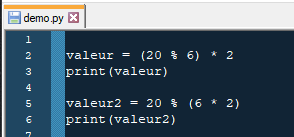 demo.py
1
2 valeur = (20 % 6) * 2
3 print(valeur)
4
5 valeur2 = 20 % (6 * 2)
6 print(valeur2)
7